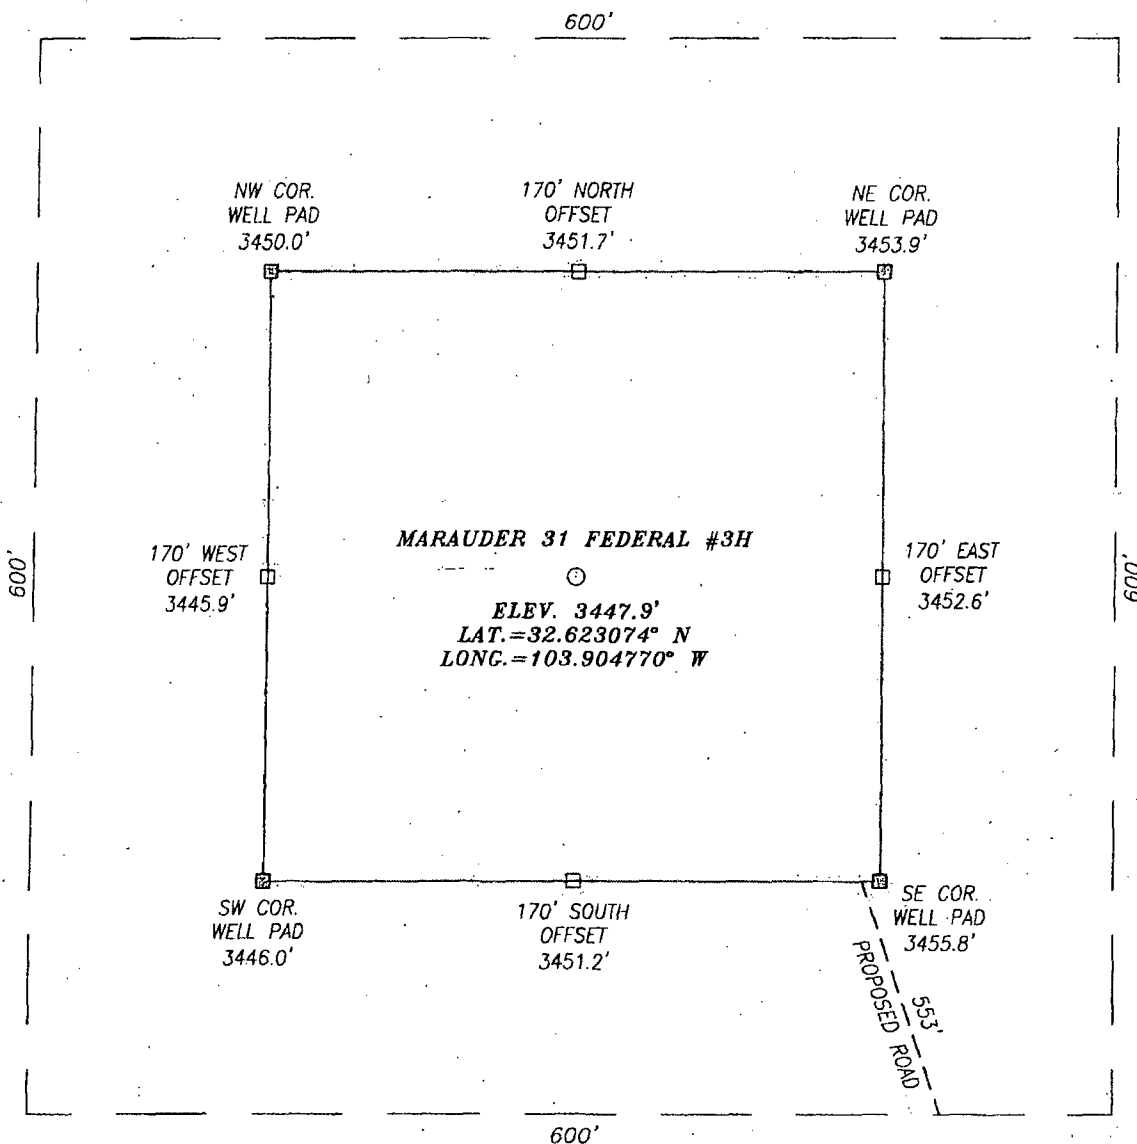 600'
NW COR.
WELL PAD
3450.0'
170' NORTH
OFFSET
3451.7'
NE COR.
WELL PAD
3453.9'
600'
170' WEST
OFFSET
3445.9'
MARAUDER 31 FEDERAL #3H
ELEV. 3447.9'
LAT.=32.623074° N
LONG.=103.904770° W
170' EAST
OFFSET
3452.6'
600'
SW COR.
WELL PAD
3446.0'
170' SOUTH
OFFSET
3451.2'
SE COR.
WELL PAD
3455.8'
553'
PROPOSED ROAD
600'